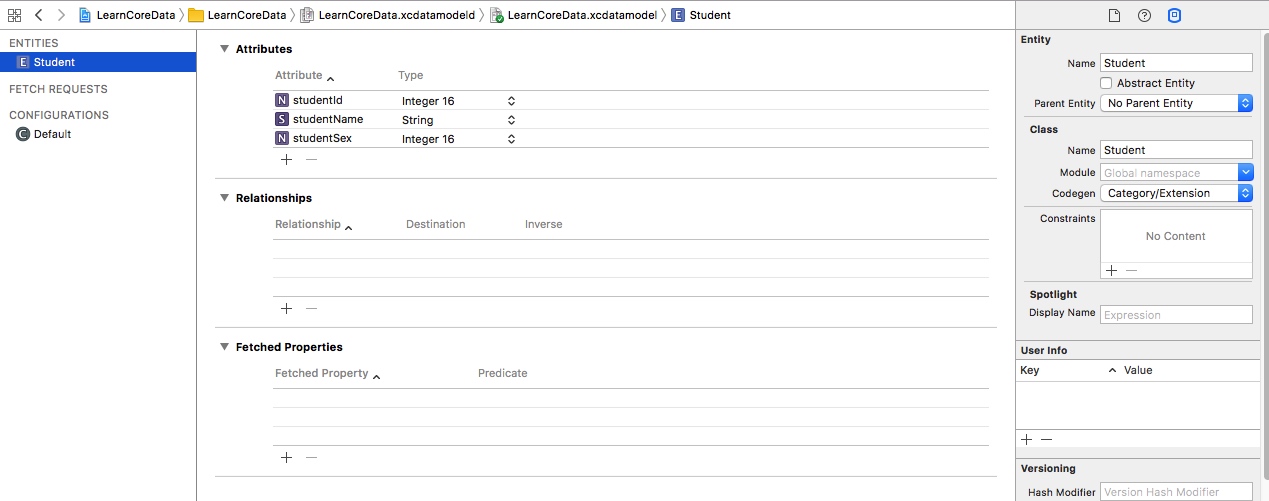 LearnCoreData LearnCoreData LearnCoreData.xcdatamodeld LearnCoreData.xcdatamodel E Student
ENTITIES
E Student
FETCH REQUESTS
CONFIGURATIONS
C Default
Attributes
Attribute Type
N studentId Integer 16
S studentName String
N studentSex Integer 16
Relationships
Relationship Destination Inverse
Fetched Properties
Fetched Property Predicate
Entity
Name Student
Abstract Entity
Parent Entity No Parent Entity
Class
Name Student
Module Global namespace
Codegen Category/Extension
Constraints
No Content
Spotlight
Display Name Expression
User Info
Key Value
Versioning
Hash Modifier Version Hash Modifier